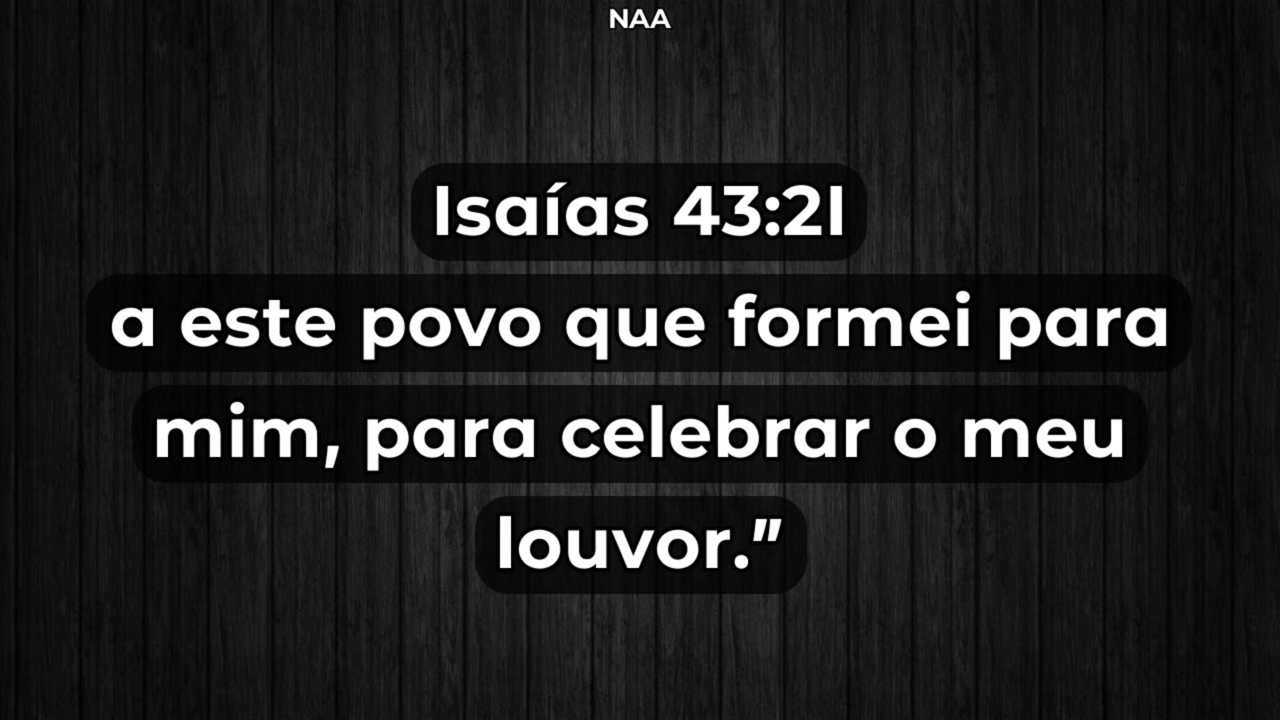 NAA
Isaías 43:21
a este povo que formei para
mim, para celebrar o meu
louvor.”